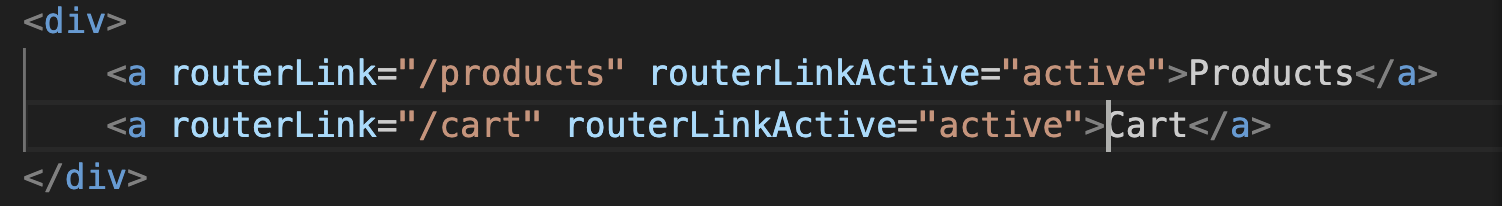 <div>
    <a routerLink="/products" routerLinkActive="active">Products</a>
    <a routerLink="/cart" routerLinkActive="active">Cart</a>
</div>